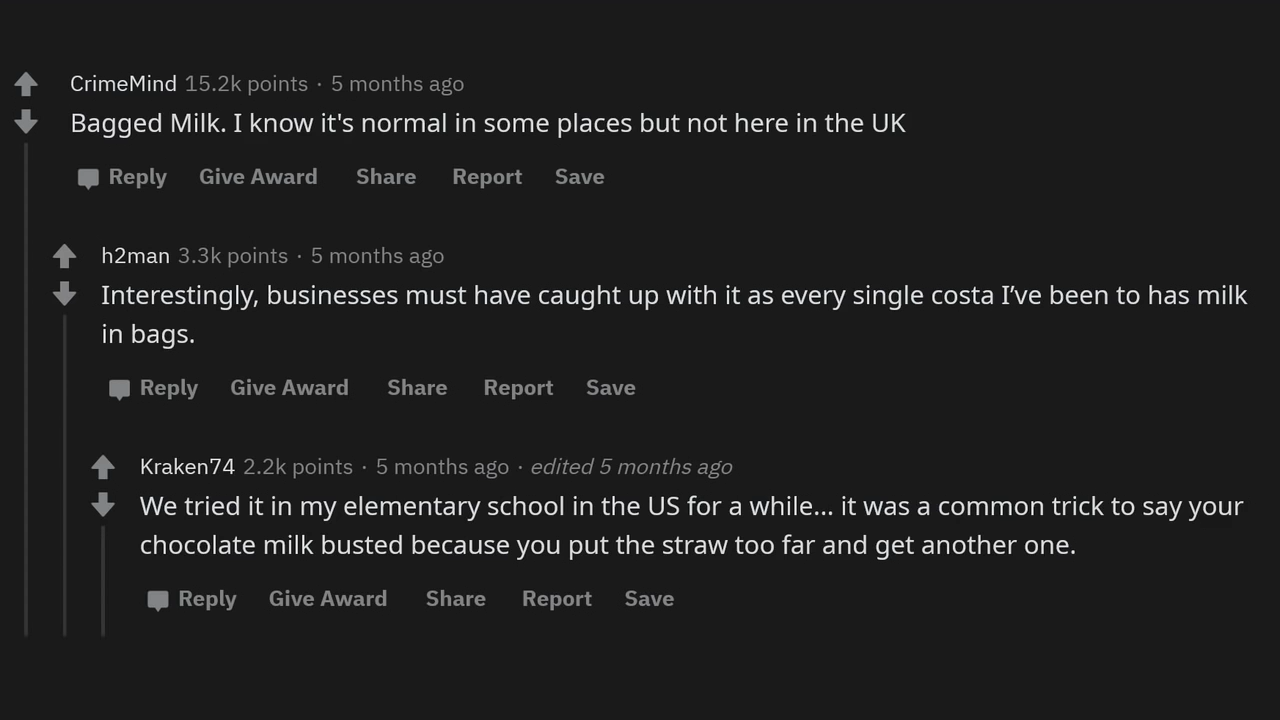 CrimeMind 15.2k points · 5 months ago
Bagged Milk. I know it's normal in some places but not here in the UK
Reply Give Award Share Report Save
h2man 3.3k points · 5 months ago
Interestingly, businesses must have caught up with it as every single costa I’ve been to has milk
in bags.
Reply Give Award Share Report Save
Kraken74 2.2k points · 5 months ago · edited 5 months ago
We tried it in my elementary school in the US for a while... it was a common trick to say your
chocolate milk busted because you put the straw too far and get another one.
Reply Give Award Share Report Save